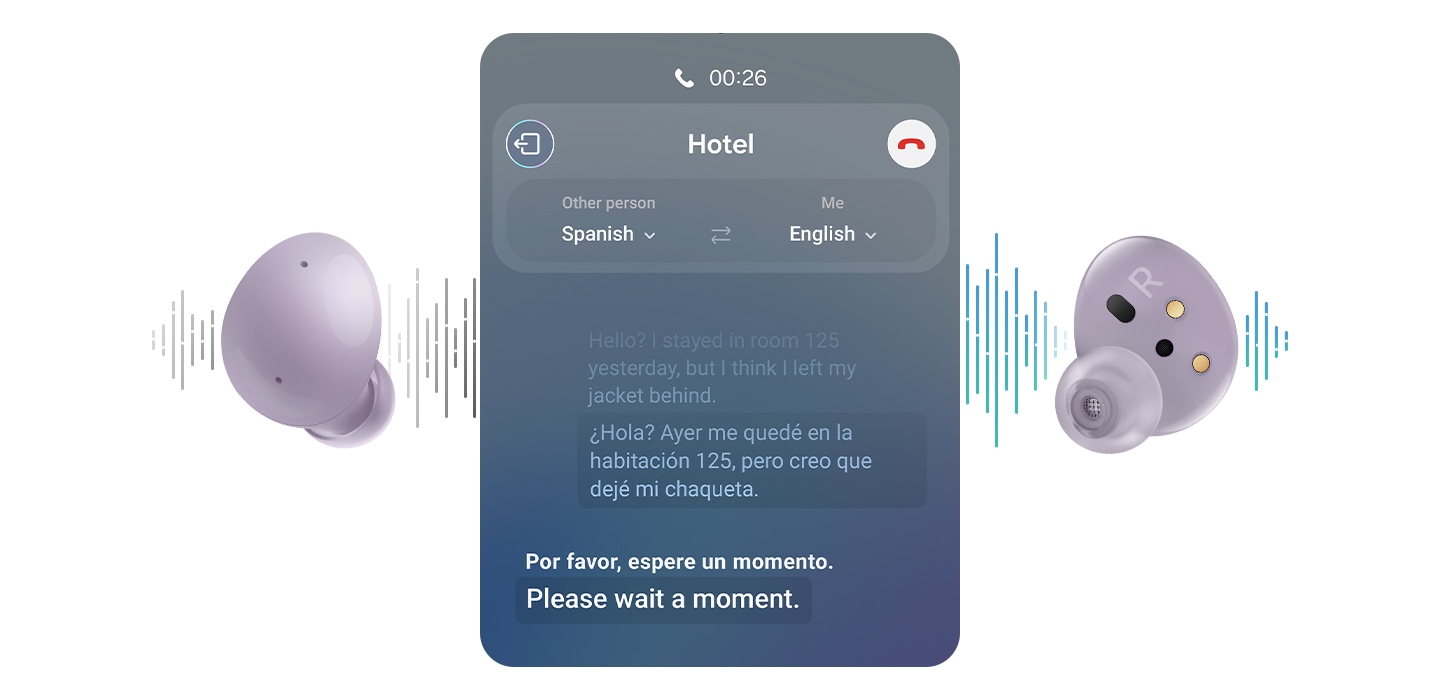 00:26
Hotel
Other person
Me
Spanish
English
Hello? I stayed in room 125
yesterday, but I think I left my
jacket behind.
¿Hola? Ayer me quedé en la
habitación 125, pero creo que
dejé mi chaqueta.
Por favor, espere un momento.
Please wait a moment.
R